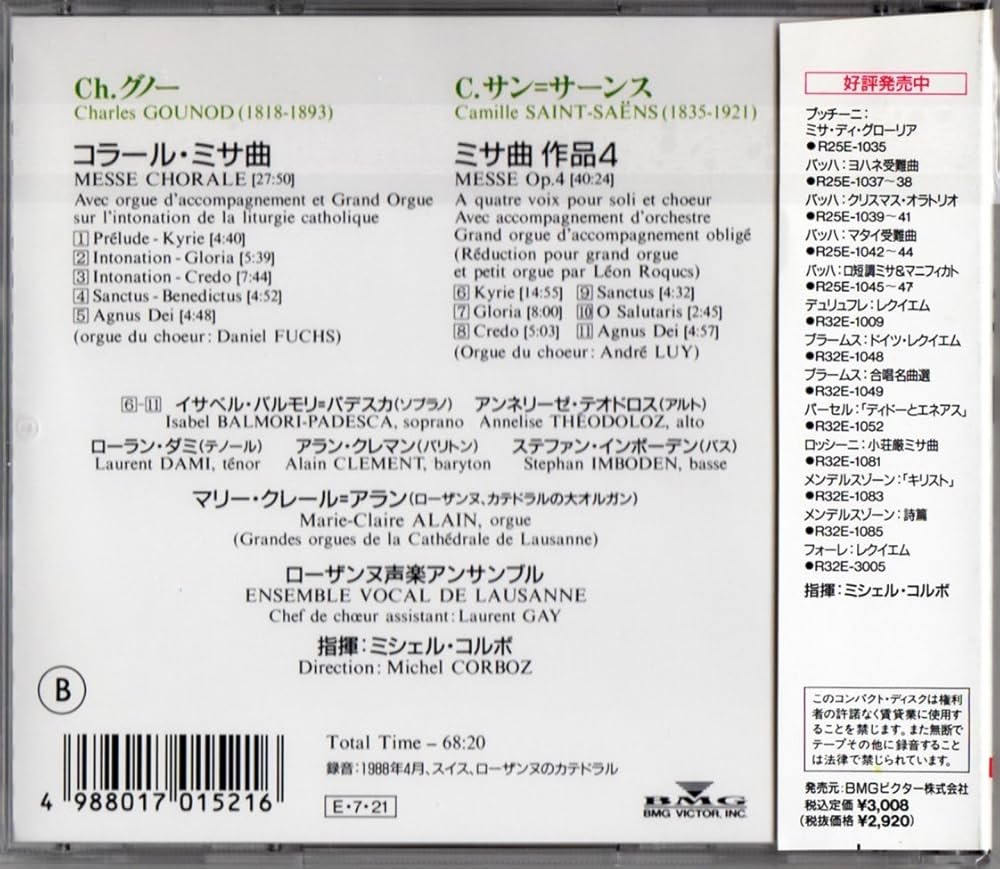 Ch.グノー
Charles GOUNOD (1818-1893)
コラール・ミサ曲
MESSE CHORALE [27:50]
Avec orgue d'accompagnement et Grand Orgue
sur l'intonation de la liturgie catholique
1 Prélude - Kyrie [4:40]
2 Intonation - Gloria [5:39]
3 Intonation - Credo [7:44]
4 Sanctus - Benedictus [4:52]
5 Agnus Dei [4:48]
(orgue du choeur: Daniel FUCHS)
C.サン=サーンス
Camille SAINT-SAËNS (1835-1921)
ミサ曲 作品4
MESSE Op.4 [40:24]
A quatre voix pour soli et choeur
Avec accompagnement d'orchestre
Grand orgue d'accompagnement obligé
(Réduction pour grand orgue
et petit orgue par Léon Roqucs)
6 Kyrie [14:55] 9 Sanctus [4:32]
7 Gloria [8:00] 10 O Salutaris [2:45]
8 Credo [5:03] 11 Agnus Dei [4:57]
(Orgue du choeur: André LUY)
6-11 イサベル・バルモリ=パデスカ(ソプラノ) アンネリーゼ・テオドロス(アルト)
Isabel BALMORI-PADESCA, soprano Annelise THÉODOLOZ, alto
ローラン・ダミ(テノール) アラン・クレマン(バリトン) ステファン・インボーデン(バス)
Laurent DAMI, ténor Alain CLEMENT, baryton Stephan IMBODEN, basse
マリー・クレール=アラン(ローザンヌ、カテドラルの大オルガン)
Marie-Claire ALAIN, orgue
(Grandes orgues de la Cathédrale de Lausanne)
ローザンヌ声楽アンサンブル
ENSEMBLE VOCAL DE LAUSANNE
Chef de chœur assistant: Laurent GAY
指揮:ミシェル・コルボ
Direction: Michel CORBOZ
B
4 988017 015216
Total Time – 68:20
録音:1988年4月、スイス、ローザンヌのカテドラル
E・7・21
BMG
BMG VICTOR, INC.
好評発売中
プッチーニ:
ミサ・ディ・グローリア
●R25E-1035
バッハ:ヨハネ受難曲
●R25E-1037〜38
バッハ:クリスマス・オラトリオ
●R25E-1039〜41
バッハ:マタイ受難曲
●R25E-1042〜44
バッハ:ロ短調ミサ&マニフィカト
●R25E-1045〜47
デュリュフレ:レクイエム
●R32E-1009
ブラームス:ドイツ・レクイエム
●R32E-1048
ブラームス:合唱名曲選
●R32E-1049
パーセル:「ディドーとエネアス」
●R32E-1052
ロッシーニ:小荘厳ミサ曲
●R32E-1081
メンデルスゾーン:「キリスト」
●R32E-1083
メンデルスゾーン:詩篇
●R32E-1085
フォーレ:レクイエム
●R32E-3005
指揮:ミシェル・コルボ
このコンパクト・ディスクは権利
者の許諾なく賃貸業に使用す
ることを禁じます。また無断で
テープその他に録音すること
は法律で禁じられています。
発売元:BMGビクター株式会社
税込定価 ¥3,008
(税抜価格 ¥2,920)